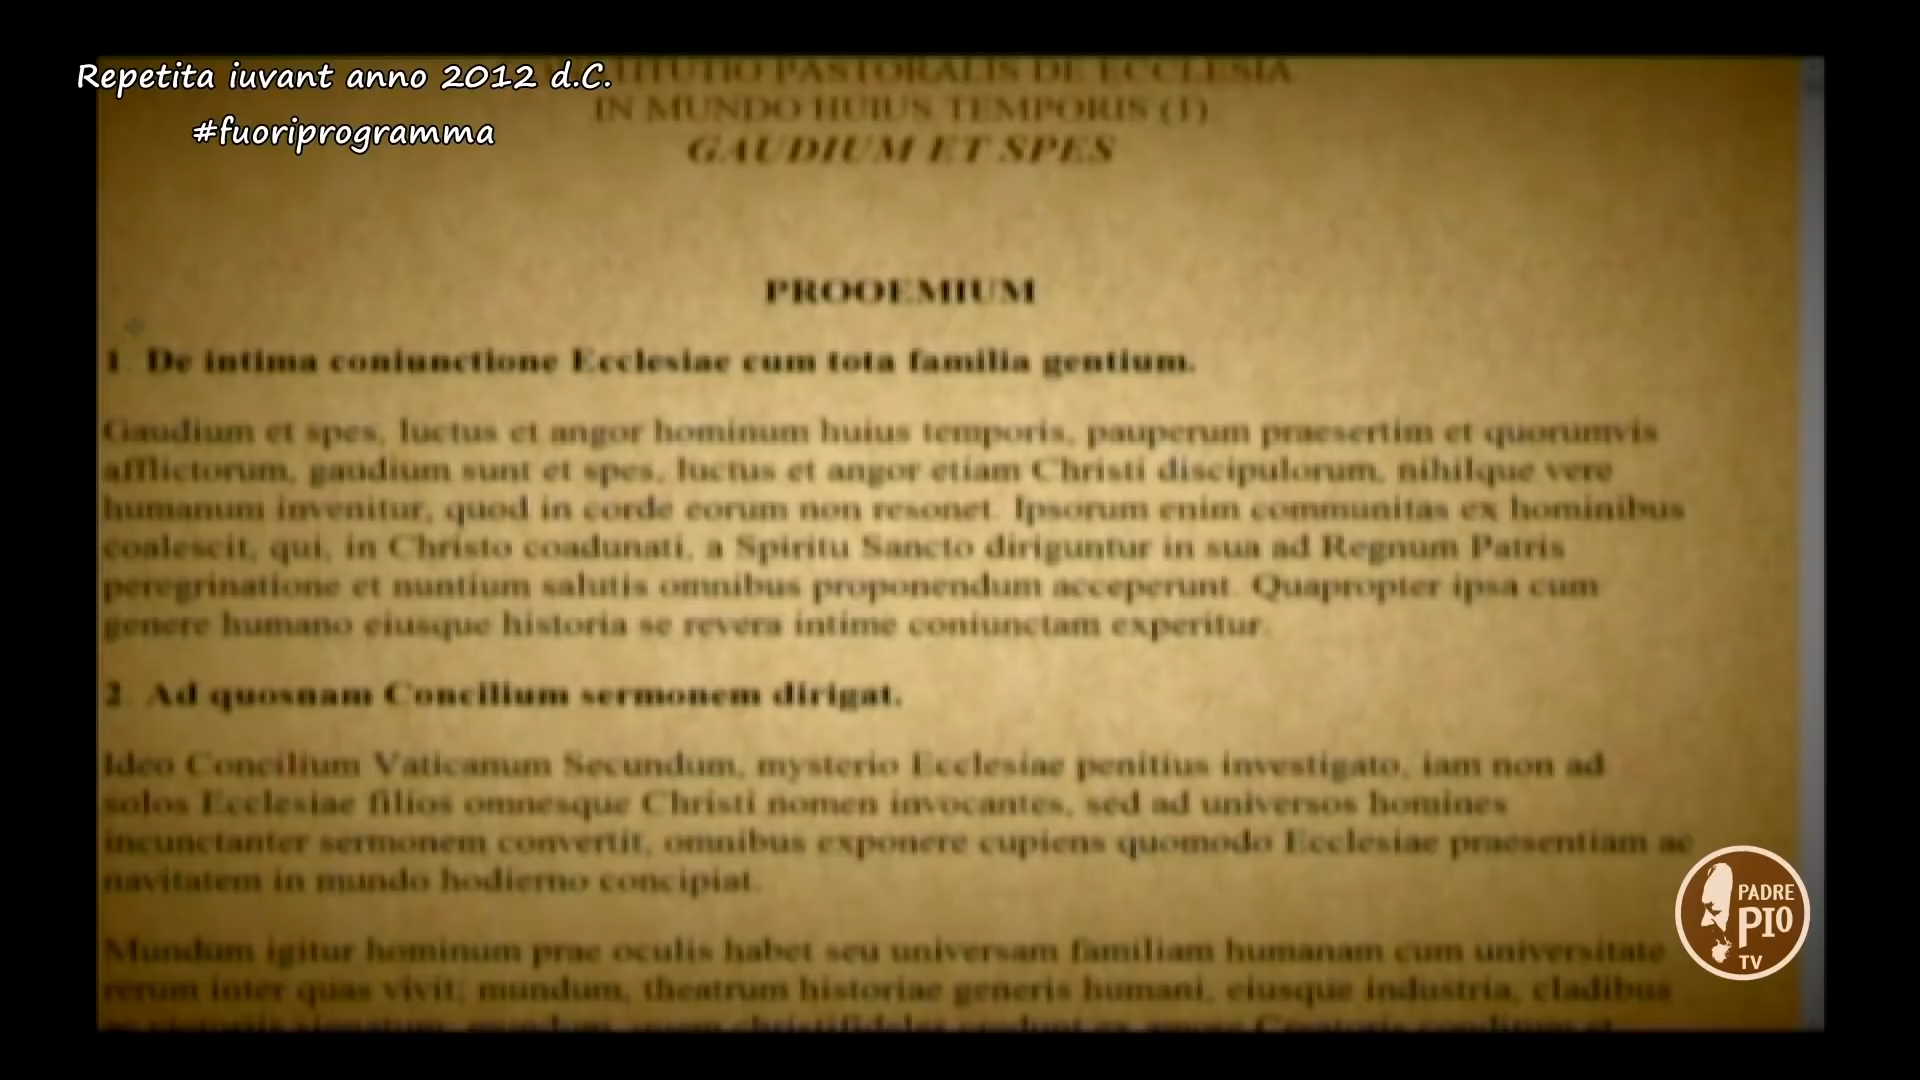 Repetita iuvant anno 2012 d.C.
#fuoriprogramma
TITUTIO PASTORALIS DE ECCLESIA
IN MUNDO HUIUS TEMPORIS (1)
GAUDIUM ET SPES
PROOEMIUM
1. De intima coniunctione Ecclesiae cum tota familia gentium.
Gaudium et spes, luctus et angor hominum huius temporis, pauperum praesertim et quorumvis
afflictorum, gaudium sunt et spes, luctus et angor etiam Christi discipulorum, nihilque vere
humanum invenitur, quod in corde eorum non resonet. Ipsorum enim communitas ex hominibus
coalescit, qui, in Christo coadunati, a Spiritu Sancto diriguntur in sua ad Regnum Patris
peregrinatione et nuntium salutis omnibus proponendum acceperunt. Quapropter ipsa cum
genere humano eiusque historia se revera intime coniunctam experitur.
2. Ad quosnam Concilium sermonem dirigat.
Ideo Concilium Vaticanum Secundum, mysterio Ecclesiae penitius investigato, iam non ad
solos Ecclesiae filios omnesque Christi nomen invocantes, sed ad universos homines
incunctanter sermonem convertit, omnibus exponere cupiens quomodo Ecclesiae praesentiam ac
navitatem in mundo hodierno concipiat.
Mundum igitur hominum prae oculis habet seu universam familiam humanam cum universitate
rerum inter quas vivit; mundum, theatrum historiae generis humani, eiusque industria, cladibus
PADRE
PIO
TV